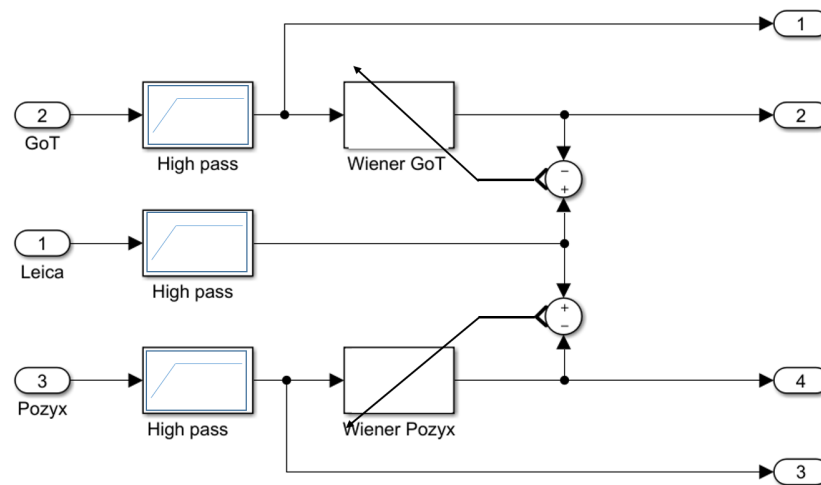 1
2
GoT
High pass
Wiener GoT
2
−
+
1
Leica
High pass
+
−
3
Pozyx
High pass
Wiener Pozyx
4
3